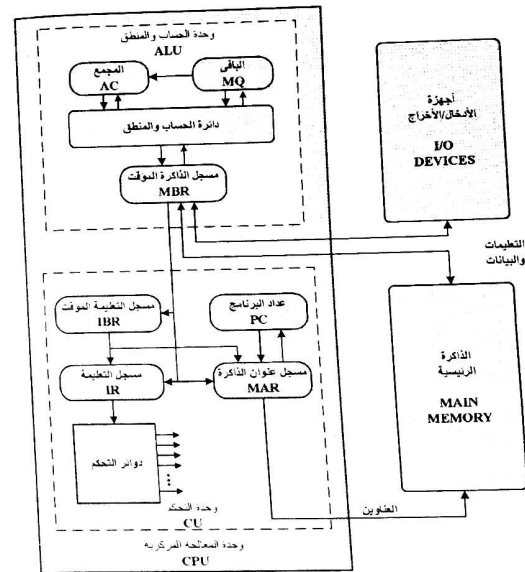 وحدة الحساب والمنطق
ALU
المجمع
AC
الباقي
MQ
دائرة الحساب والمنطق
مسجل الذاكرة المؤقت
MBR
أجهزة
الأدخال/الأخراج
I/O
DEVICES
التعليمات
والبيانات
مسجل التعليمة المؤقت
IBR
عداد البرنامج
PC
مسجل التعليمة
IR
مسجل عنوان الذاكرة
MAR
دوائر التحكم
الذاكرة
الرئيسية
MAIN
MEMORY
وحدة التحكم
CU
العناوين
وحدة المعالجة المركزية
CPU